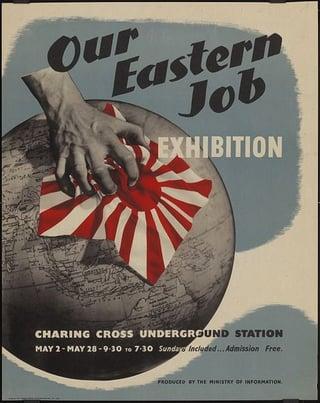 Our
Eastern
Job
EXHIBITION
CHARING CROSS UNDERGROUND STATION
MAY 2 - MAY 28 - 9·30 TO 7·30 Sundays Included... Admission Free.
PRODUCED BY THE MINISTRY OF INFORMATION.